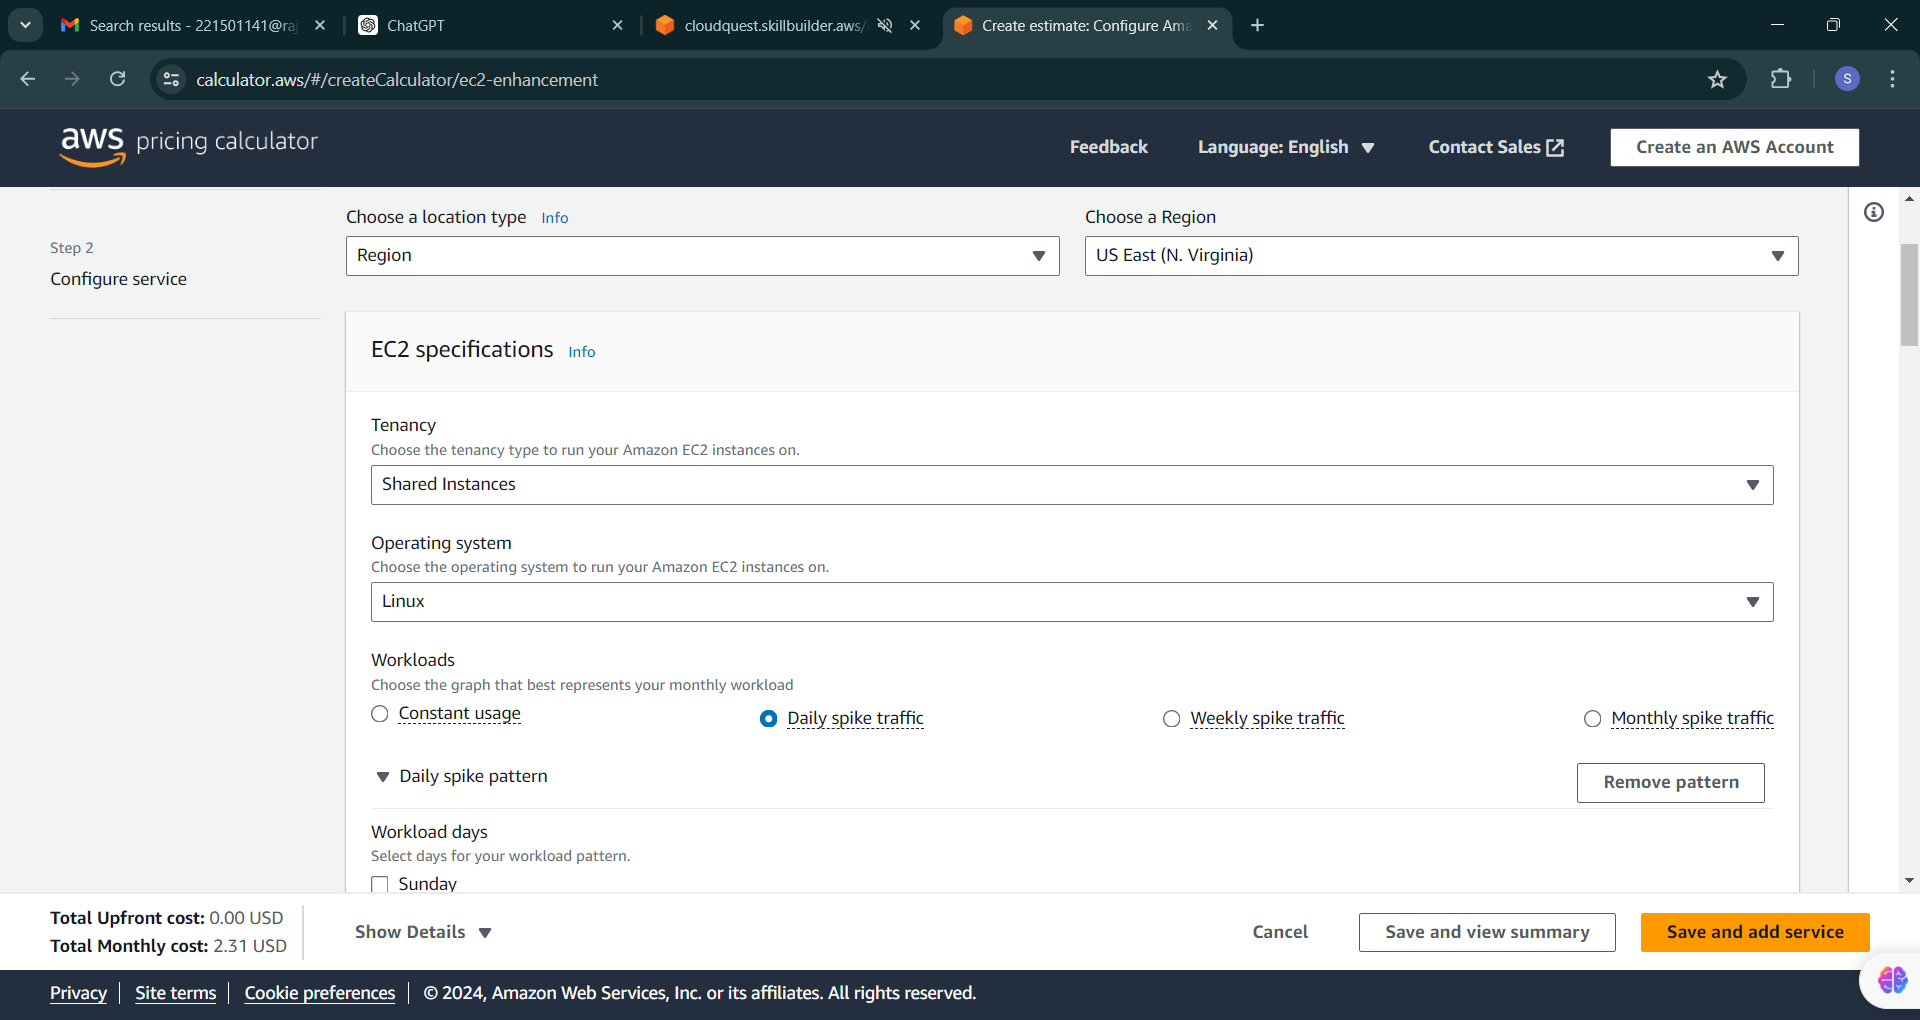 Search results - 221501141@raj
ChatGPT
cloudquest.skillbuilder.aws/
Create estimate: Configure Ama
calculator.aws/#/createCalculator/ec2-enhancement
S
aws pricing calculator
Feedback
Language: English
Contact Sales
Create an AWS Account
Step 2
Configure service
Choose a location type Info
Region
Choose a Region
US East (N. Virginia)
EC2 specifications Info
Tenancy
Choose the tenancy type to run your Amazon EC2 instances on.
Shared Instances
Operating system
Choose the operating system to run your Amazon EC2 instances on.
Linux
Workloads
Choose the graph that best represents your monthly workload
Constant usage
Daily spike traffic
Weekly spike traffic
Monthly spike traffic
Daily spike pattern
Remove pattern
Workload days
Select days for your workload pattern.
Sunday
Total Upfront cost: 0.00 USD
Total Monthly cost: 2.31 USD
Show Details
Cancel
Save and view summary
Save and add service
Privacy
Site terms
Cookie preferences
© 2024, Amazon Web Services, Inc. or its affiliates. All rights reserved.